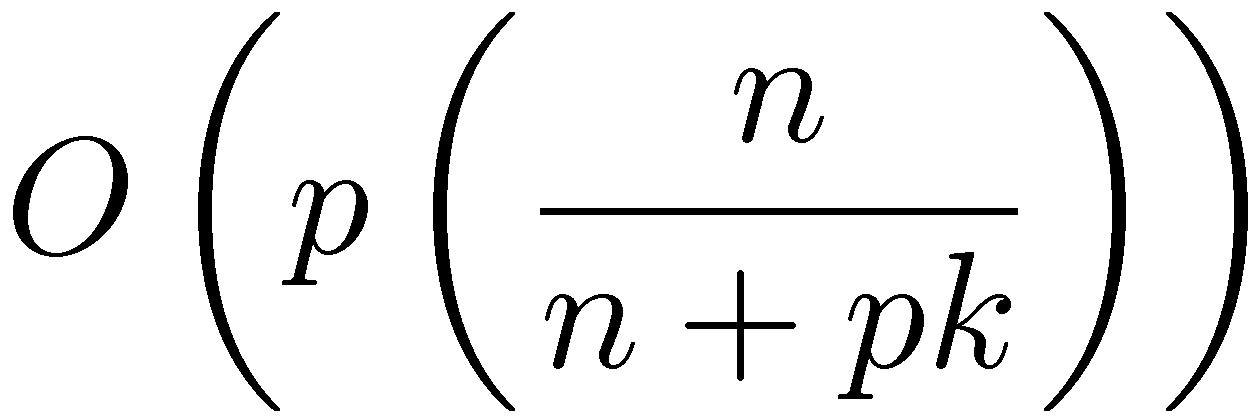 O(p(n/(n + pk)))